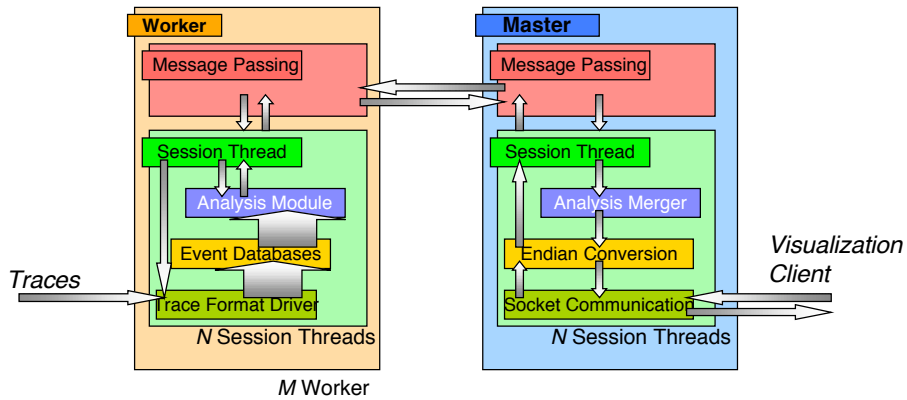 Worker
Message Passing
Session Thread
Analysis Module
Event Databases
Trace Format Driver
N Session Threads
M Worker
Traces
Master
Message Passing
Session Thread
Analysis Merger
Endian Conversion
Socket Communication
N Session Threads
Visualization
Client